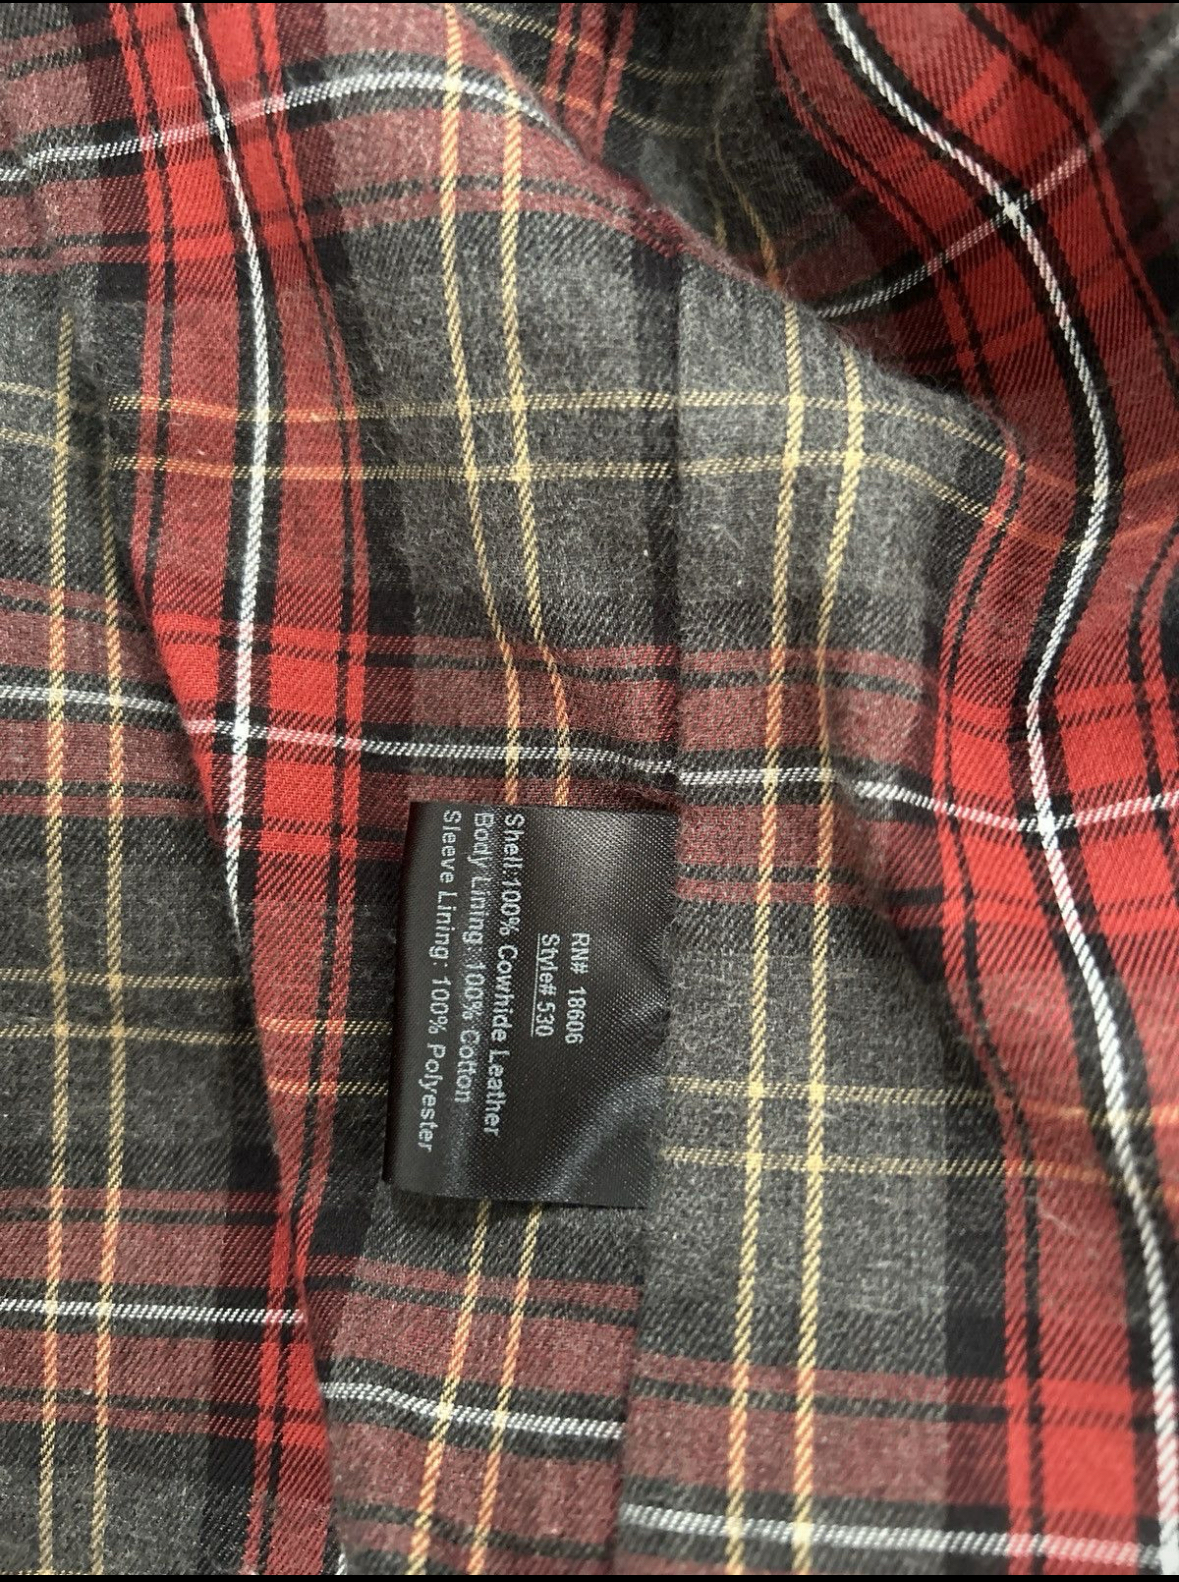 RN# 18606
Style# 530
Shell:100% Cowhide Leather
Body Lining: 100% Cotton
Sleeve Lining: 100% Polyester